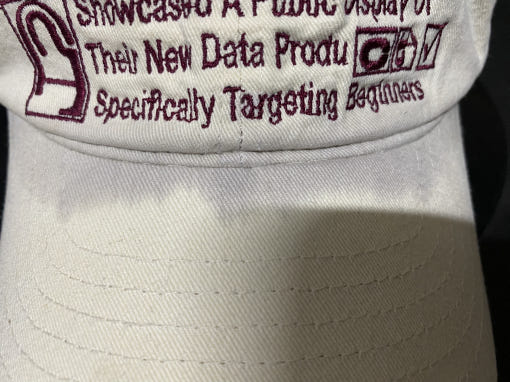 Showcased A Public Display of
Their New Data Produ
Specifically Targeting Beginners